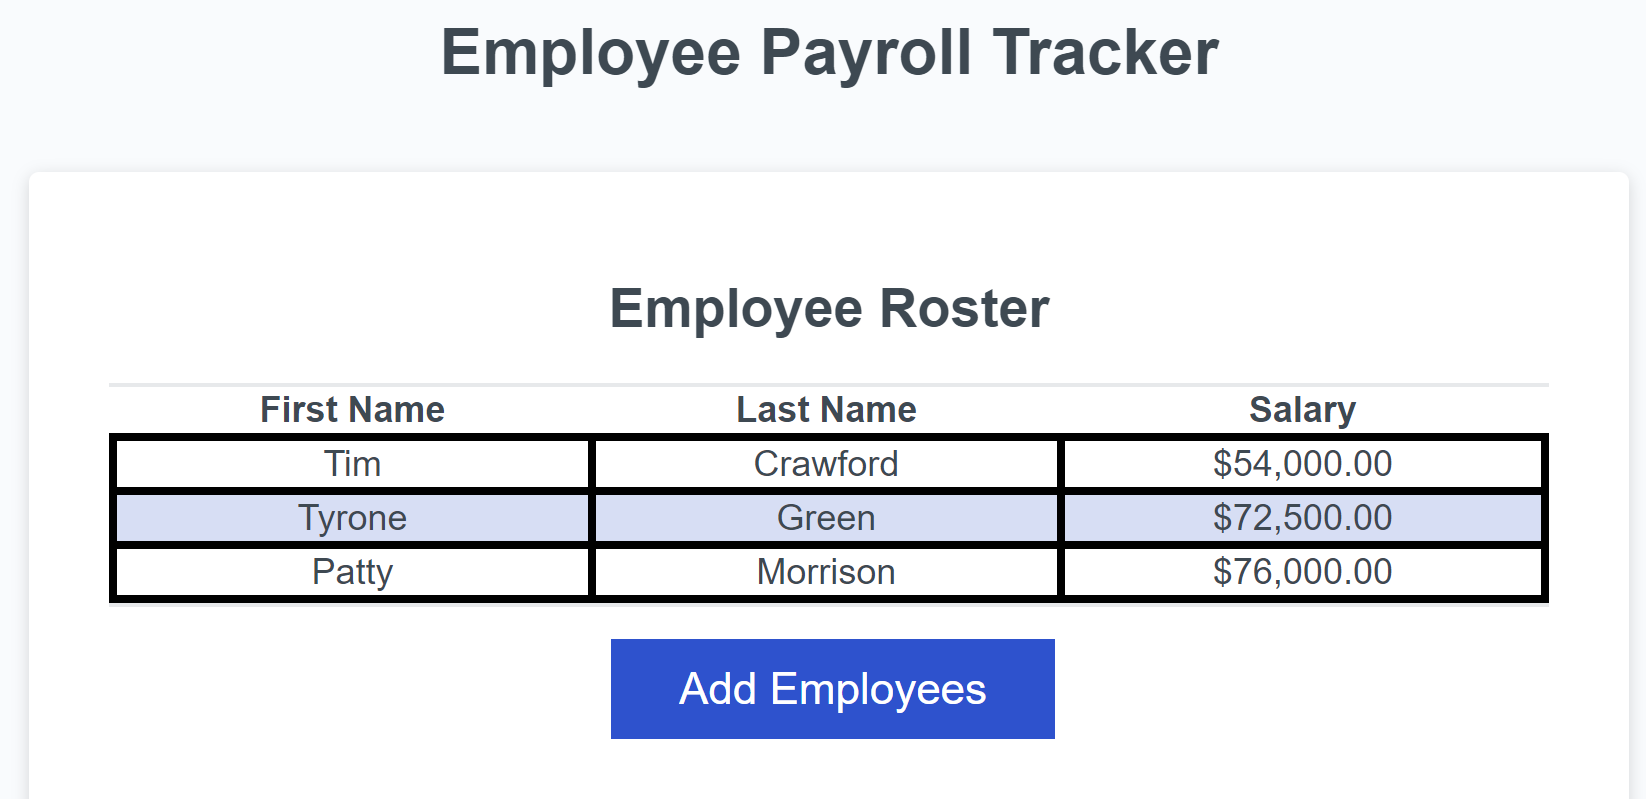 Employee Payroll Tracker
Employee Roster
First Name Last Name Salary
Tim Crawford $54,000.00
Tyrone Green $72,500.00
Patty Morrison $76,000.00
Add Employees